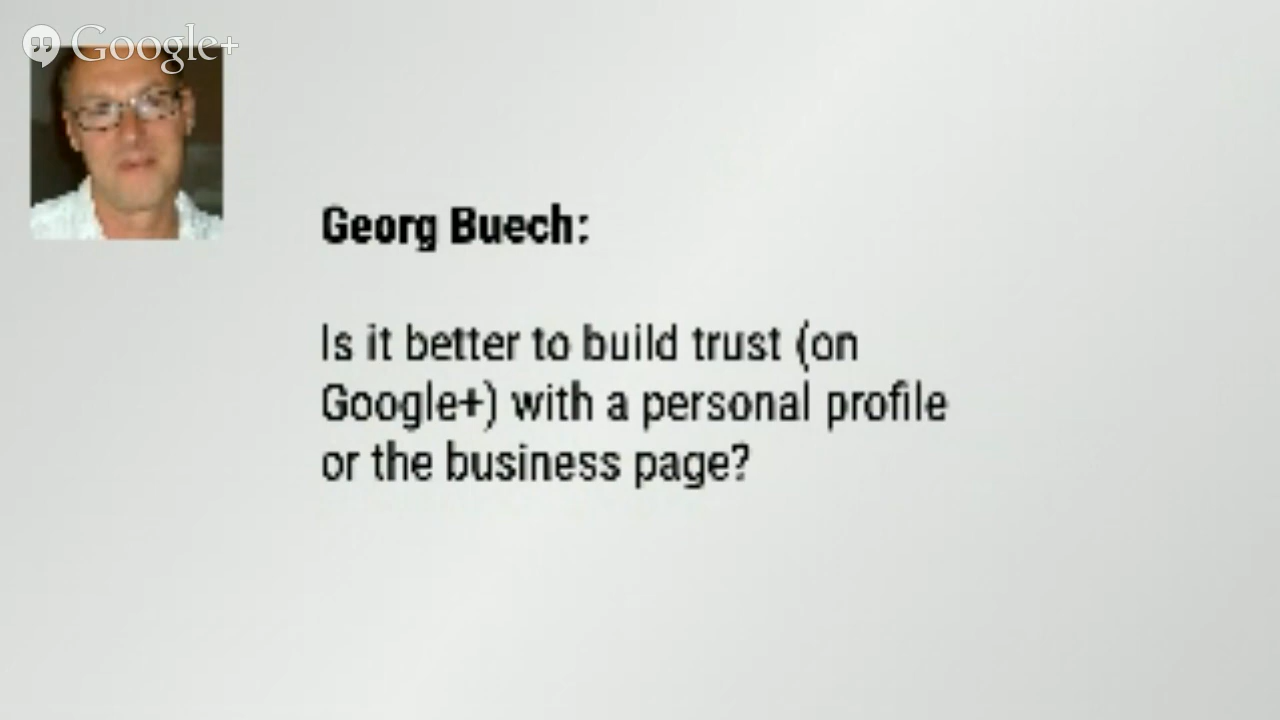 Google+
Georg Buech:
Is it better to build trust (on
Google+) with a personal profile
or the business page?